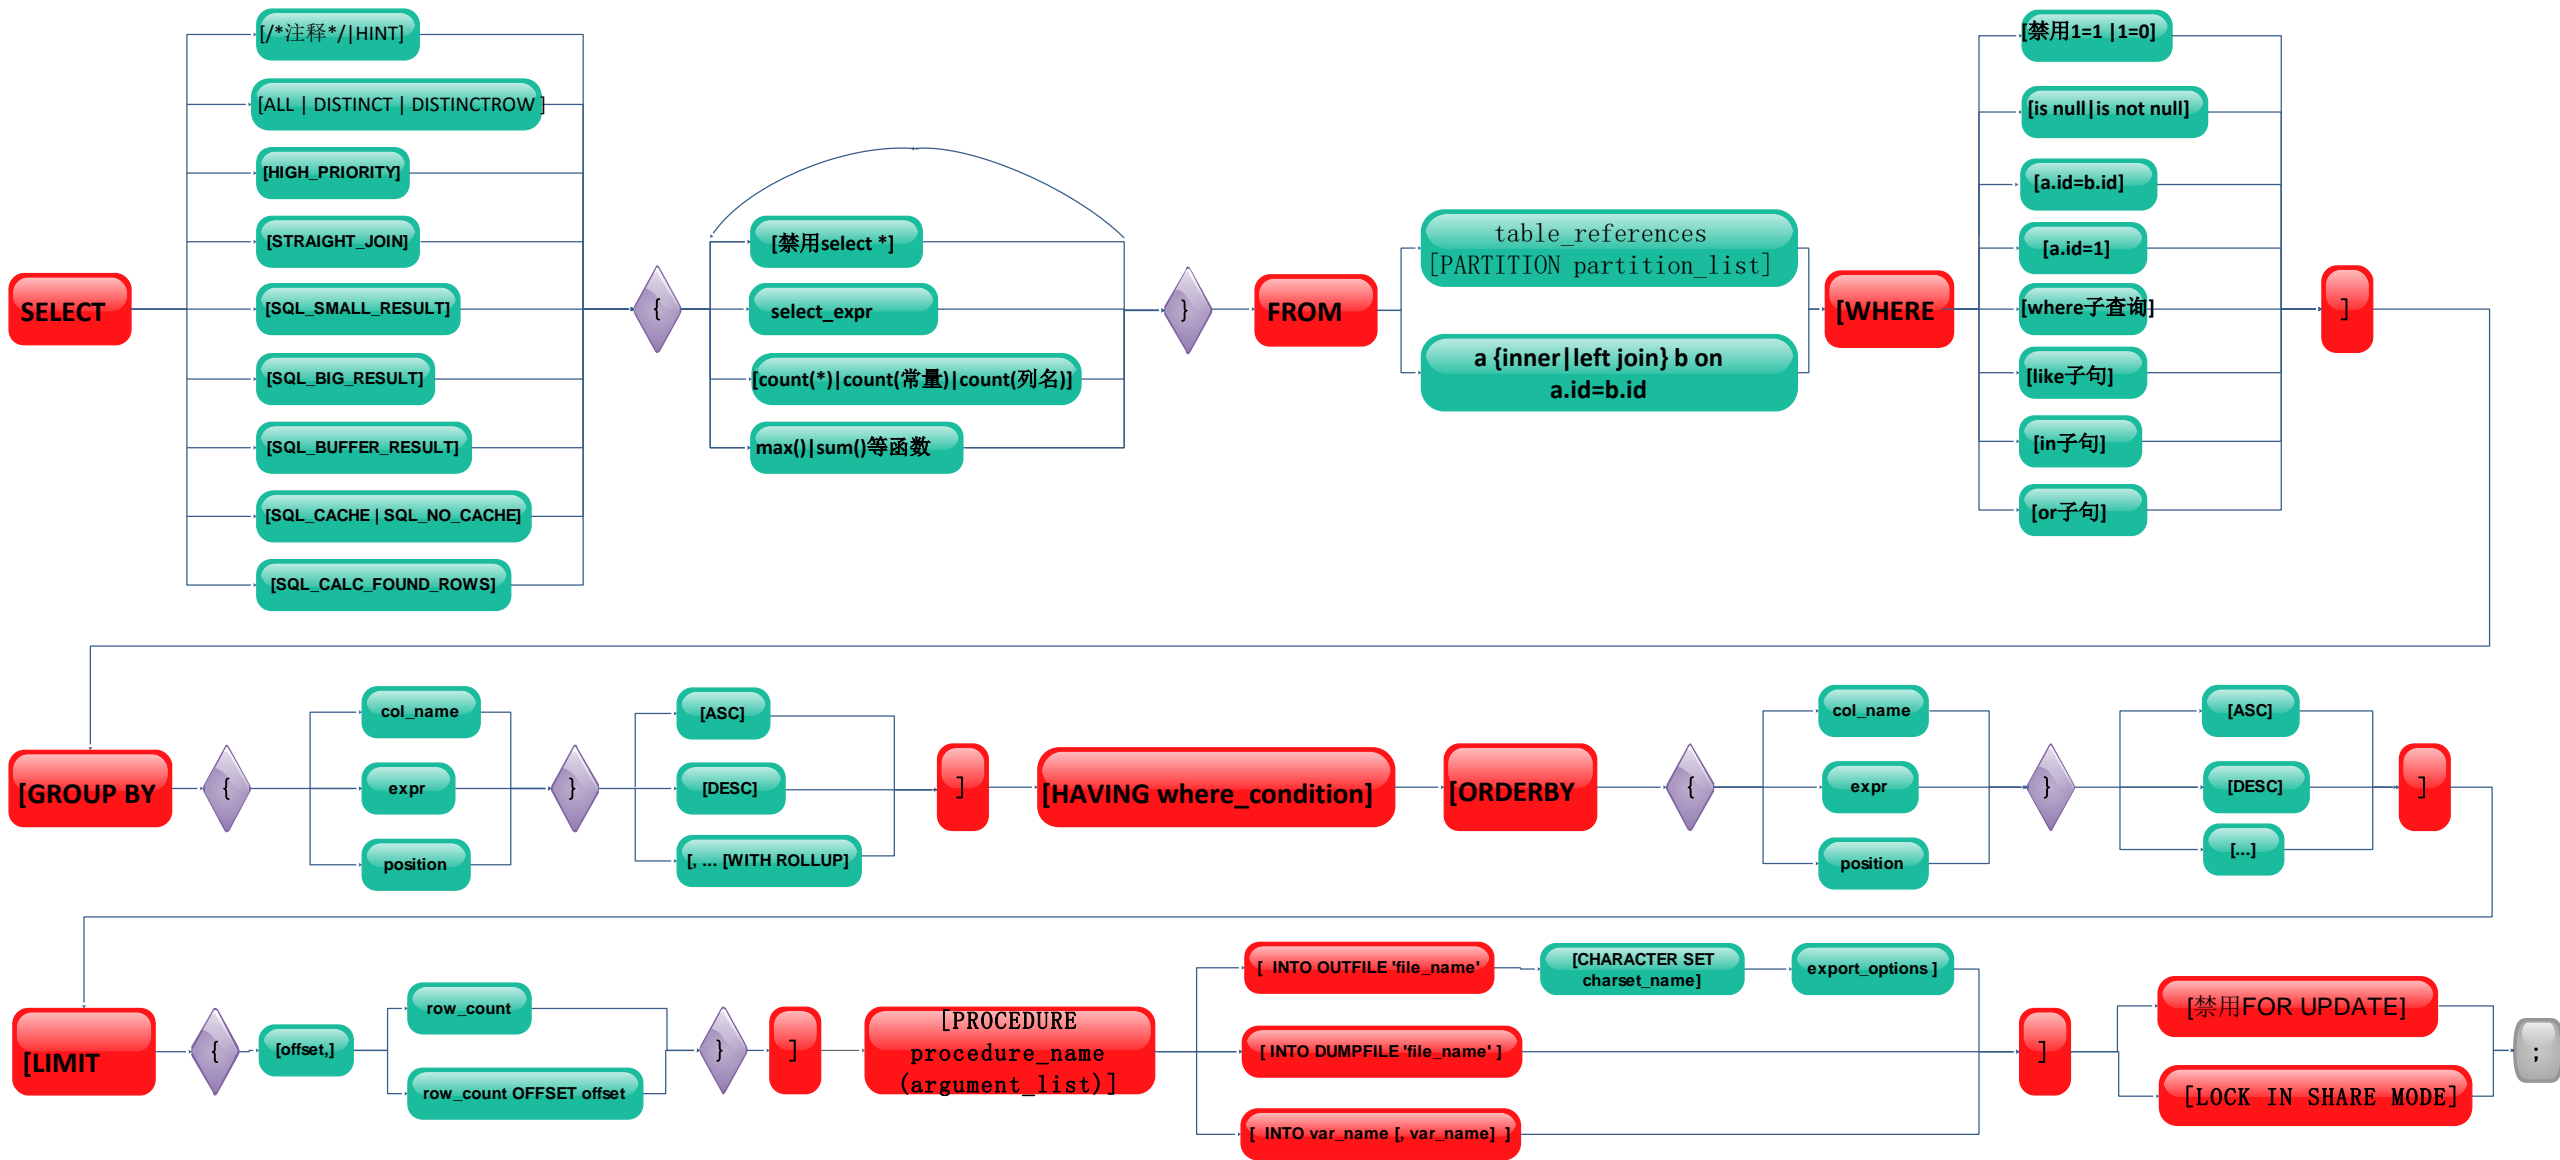 SELECT
[/*注释*/|HINT]
[ALL | DISTINCT | DISTINCTROW ]
[HIGH_PRIORITY]
[STRAIGHT_JOIN]
[SQL_SMALL_RESULT]
[SQL_BIG_RESULT]
[SQL_BUFFER_RESULT]
[SQL_CACHE | SQL_NO_CACHE]
[SQL_CALC_FOUND_ROWS]
{
[禁用select *]
select_expr
[count(*)|count(常量)|count(列名)]
max()|sum()等函数
}
FROM
table_references
[PARTITION partition_list]
a {inner|left join} b on
a.id=b.id
[WHERE
[禁用1=1 |1=0]
[is null|is not null]
[a.id=b.id]
[a.id=1]
[where子查询]
[like子句]
[in子句]
[or子句]
]
[GROUP BY
{
col_name
expr
position
}
[ASC]
[DESC]
[, ... [WITH ROLLUP]
]
[HAVING where_condition]
[ORDERBY
{
col_name
expr
position
}
[ASC]
[DESC]
[...]
]
[LIMIT
{
[offset,]
row_count
row_count OFFSET offset
}
]
[PROCEDURE
procedure_name
(argument_list)]
[ INTO OUTFILE 'file_name'
[CHARACTER SET
charset_name]
export_options ]
[ INTO DUMPFILE 'file_name' ]
[ INTO var_name [, var_name] ]
]
[禁用FOR UPDATE]
[LOCK IN SHARE MODE]
;